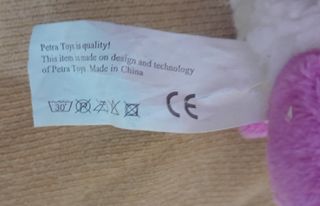 Petra Toys is quality!
This item is made on design and technology
of Petra Toys. Made in China
30
CE